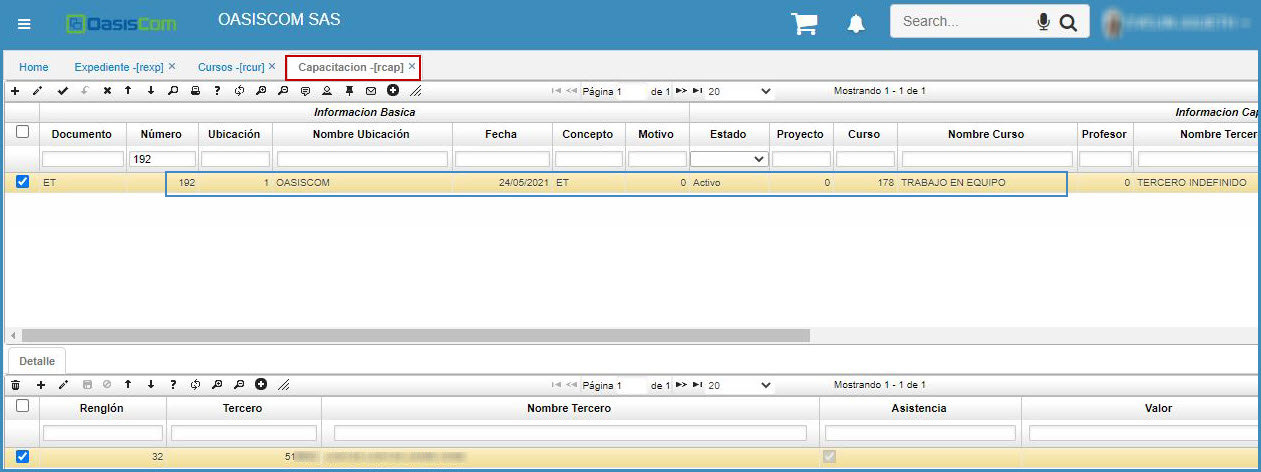 OasisCom
OASISCOM SAS
Search...
Home Expediente -[rexp] Cursos -[rcur] Capacitacion -[rcap]
Página 1 de 1 20 Mostrando 1 - 1 de 1
Informacion Basica Informacion Cap
Documento Número Ubicación Nombre Ubicación Fecha Concepto Motivo Estado Proyecto Curso Nombre Curso Profesor Nombre Tercer
192
ET 192 1 OASISCOM 24/05/2021 ET 0 Activo 0 178 TRABAJO EN EQUIPO 0 TERCERO INDEFINIDO
Detalle
Página 1 de 1 20 Mostrando 1 - 1 de 1
Renglón Tercero Nombre Tercero Asistencia Valor
32 51